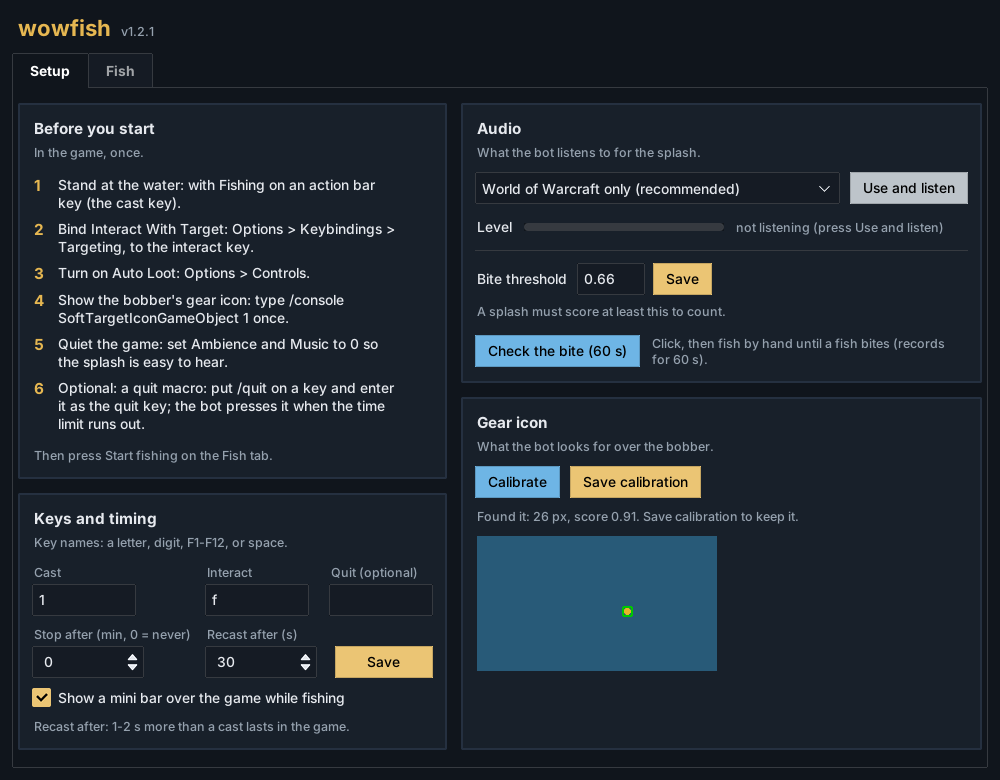 wowfish v1.2.1
Setup Fish
Before you start
In the game, once.
1 Stand at the water: with Fishing on an action bar
key (the cast key).
2 Bind Interact With Target: Options > Keybindings >
Targeting, to the interact key.
3 Turn on Auto Loot: Options > Controls.
4 Show the bobber's gear icon: type /console
SoftTargetIconGameObject 1 once.
5 Quiet the game: set Ambience and Music to 0 so
the splash is easy to hear.
6 Optional: a quit macro: put /quit on a key and enter
it as the quit key; the bot presses it when the time
limit runs out.
Then press Start fishing on the Fish tab.
Keys and timing
Key names: a letter, digit, F1-F12, or space.
Cast Interact Quit (optional)
1 f
Stop after (min, 0 = never) Recast after (s)
0 30 Save
Show a mini bar over the game while fishing
Recast after: 1-2 s more than a cast lasts in the game.
Audio
What the bot listens to for the splash.
World of Warcraft only (recommended) Use and listen
Level not listening (press Use and listen)
Bite threshold 0.66 Save
A splash must score at least this to count.
Check the bite (60 s) Click, then fish by hand until a fish bites (records
for 60 s).
Gear icon
What the bot looks for over the bobber.
Calibrate Save calibration
Found it: 26 px, score 0.91. Save calibration to keep it.